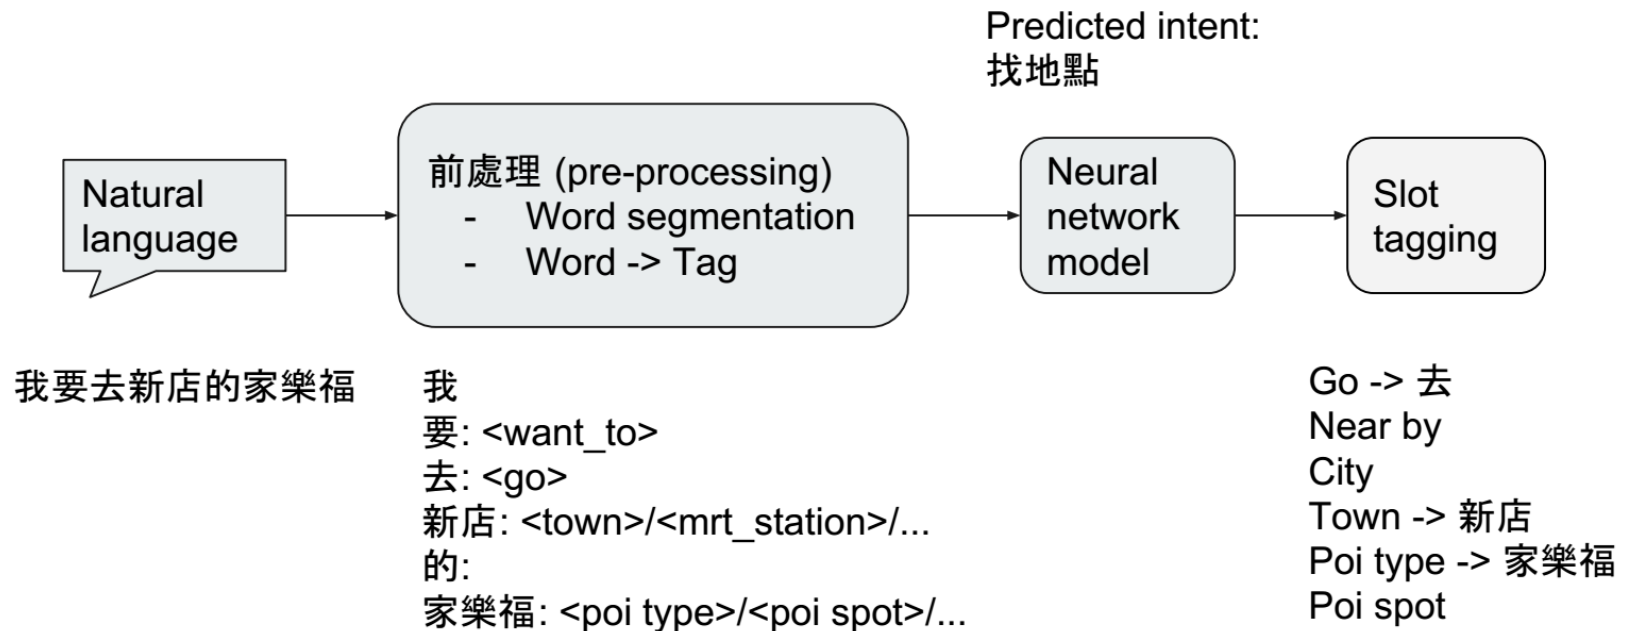 Predicted intent:
找地點
Natural
language
前處理 (pre-processing)
- Word segmentation
- Word -> Tag
Neural
network
model
Slot
tagging
我要去新店的家樂福
我
要: <want_to>
去: <go>
新店: <town>/<mrt_station>/...
的:
家樂福: <poi type>/<poi spot>/...
Go -> 去
Near by
City
Town -> 新店
Poi type -> 家樂福
Poi spot